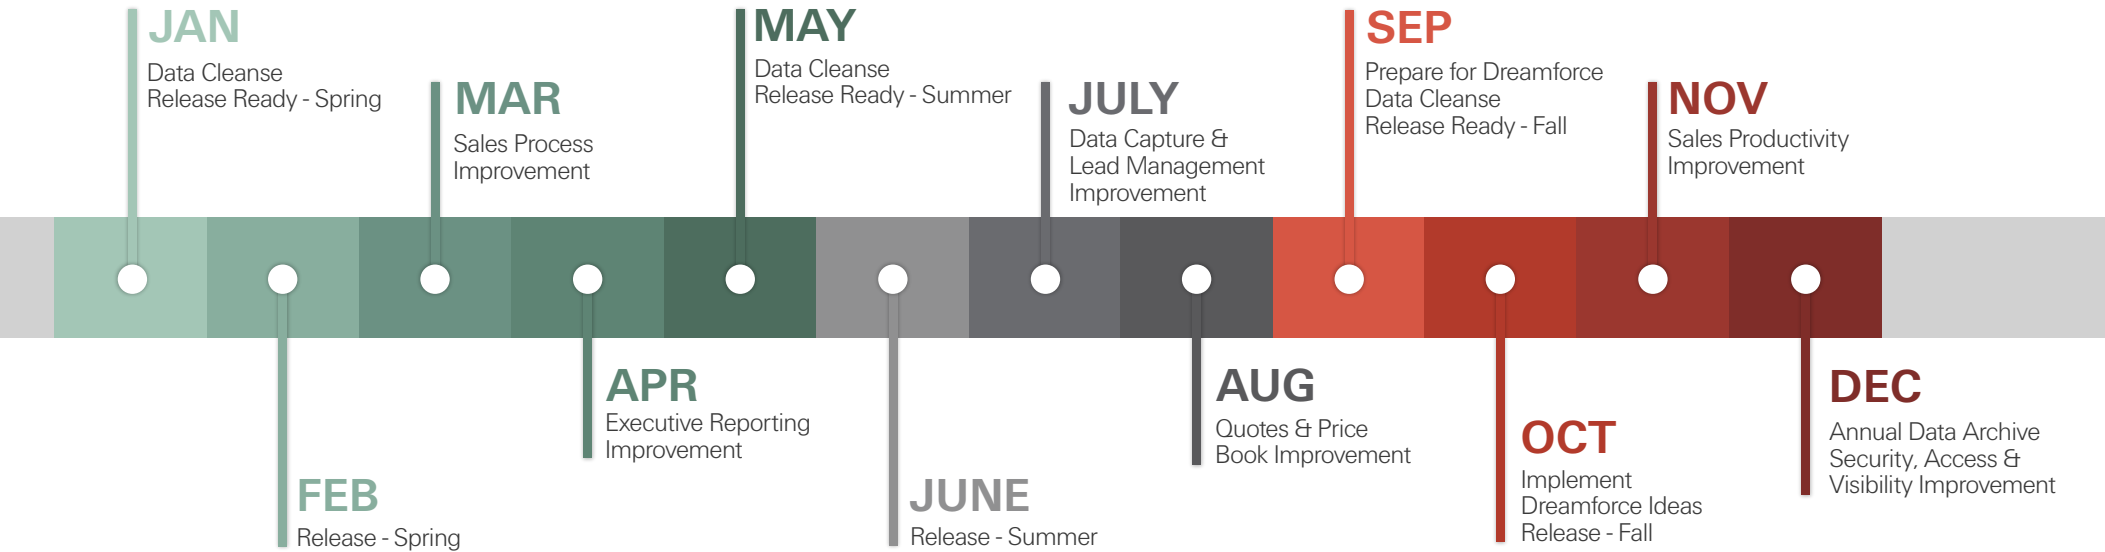 JAN
Data Cleanse
Release Ready - Spring
FEB
Release - Spring
MAR
Sales Process
Improvement
APR
Executive Reporting
Improvement
MAY
Data Cleanse
Release Ready - Summer
JUNE
Release - Summer
JULY
Data Capture &
Lead Management
Improvement
AUG
Quotes & Price
Book Improvement
SEP
Prepare for Dreamforce
Data Cleanse
Release Ready - Fall
OCT
Implement
Dreamforce Ideas
Release - Fall
NOV
Sales Productivity
Improvement
DEC
Annual Data Archive
Security, Access &
Visibility Improvement